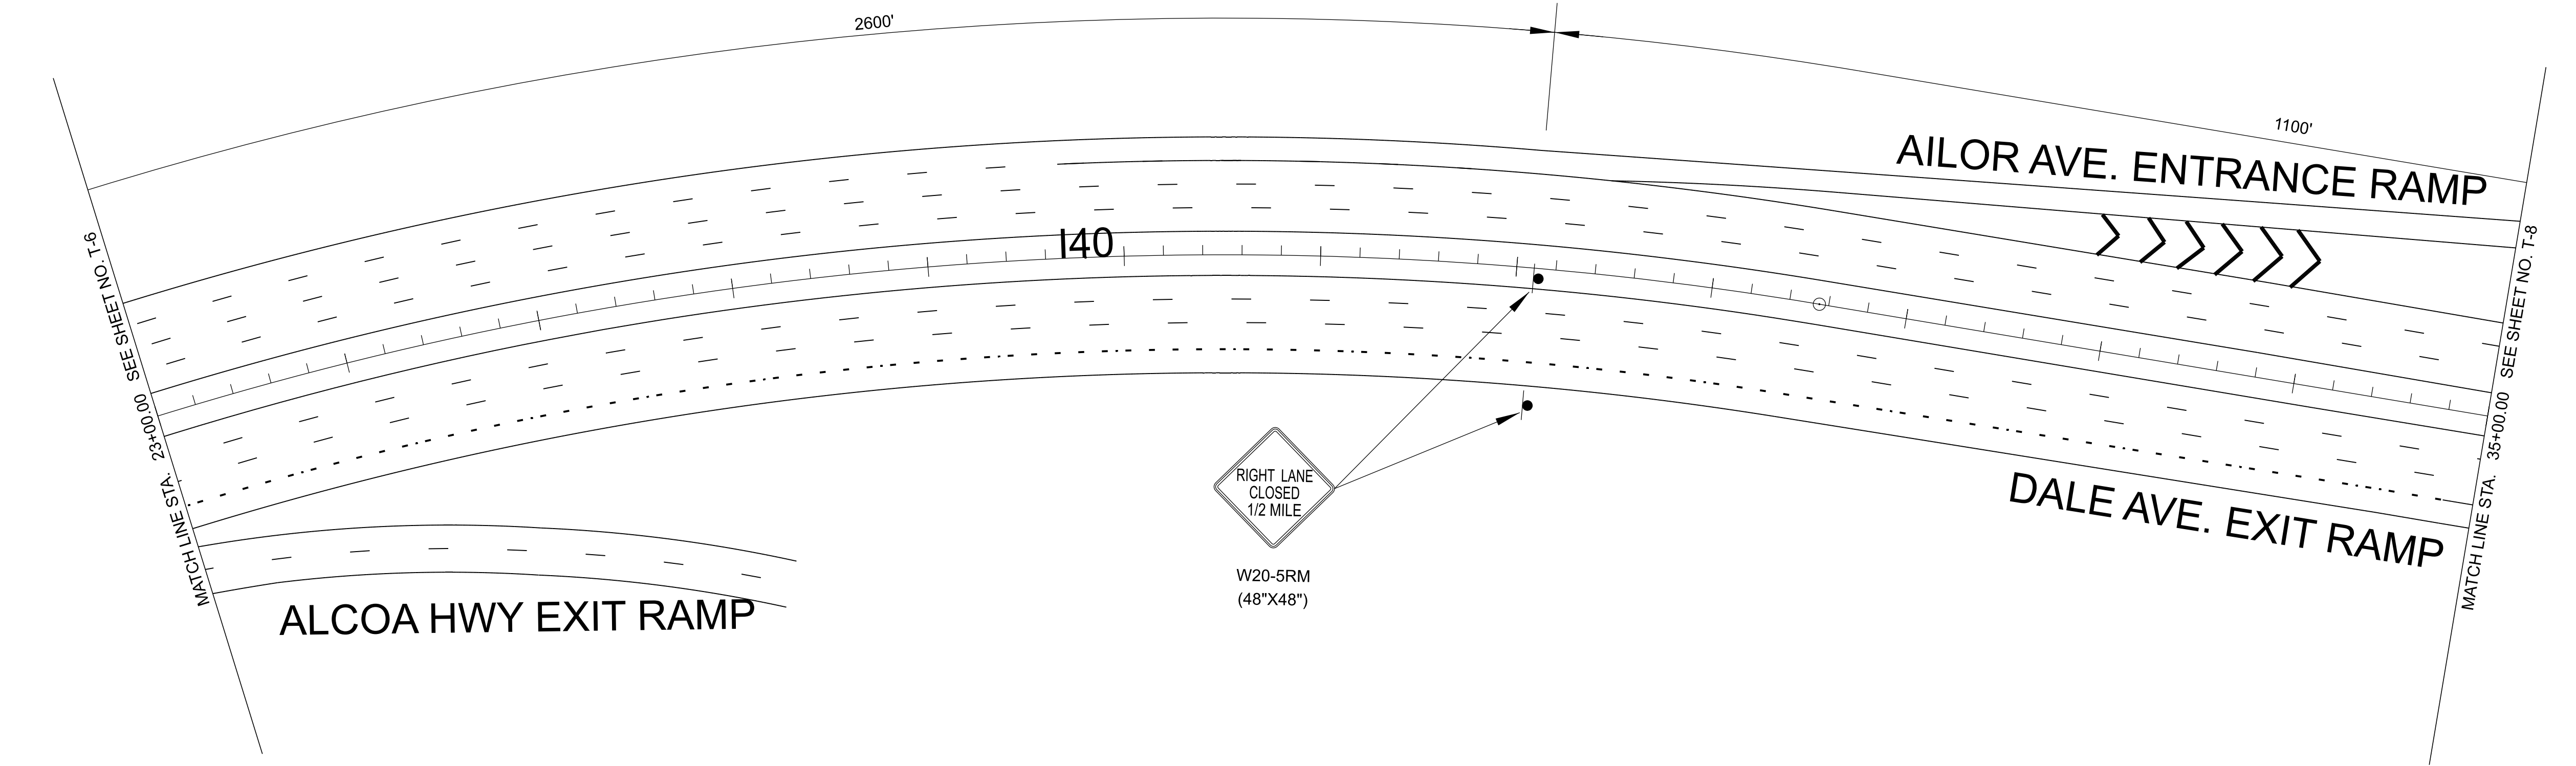 2600'
1100'
AILOR AVE. ENTRANCE RAMP
I40
MATCH LINE STA. 23+00.00 SEE SHEET NO. T-6
MATCH LINE STA. 35+00.00 SEE SHEET NO. T-8
RIGHT LANE
CLOSED
1/2 MILE
W20-5RM
(48"X48")
DALE AVE. EXIT RAMP
ALCOA HWY EXIT RAMP